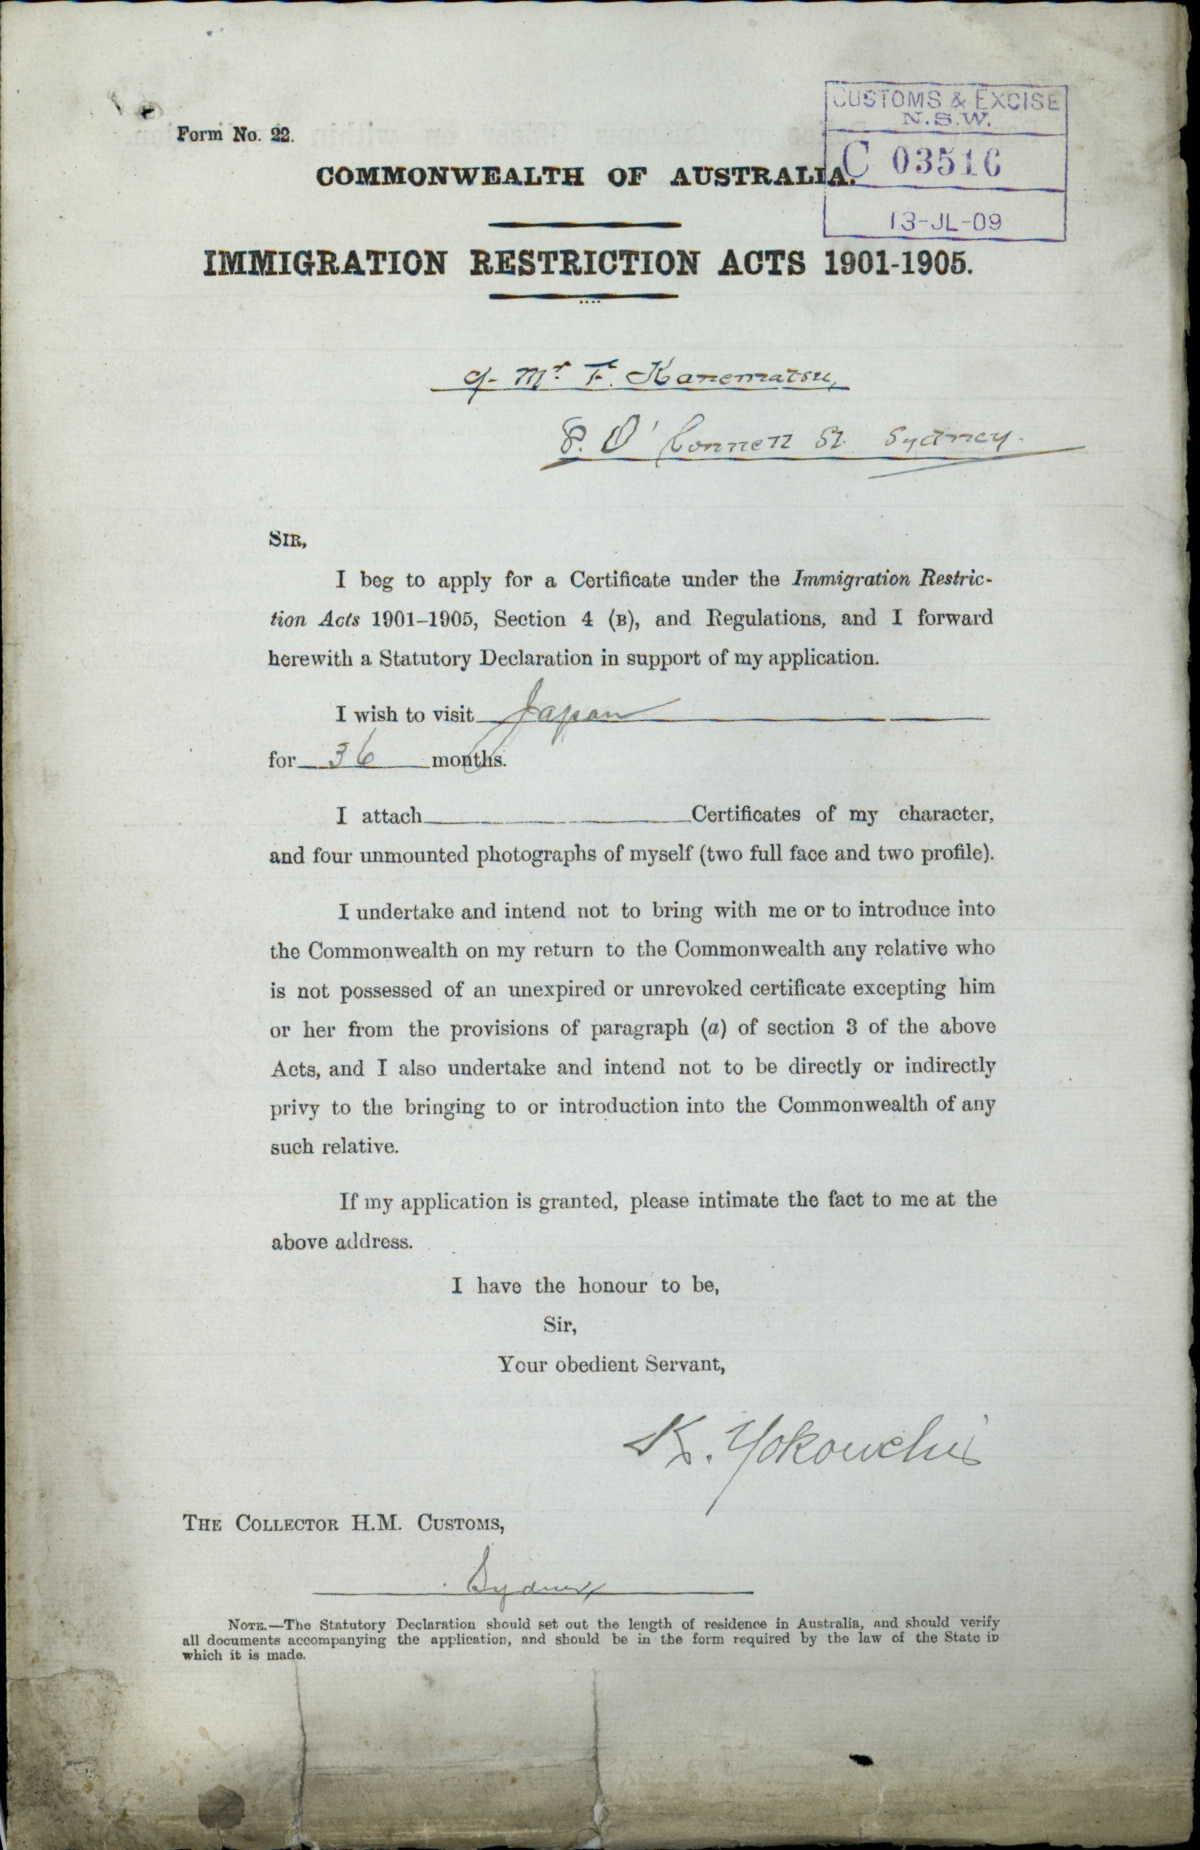 CUSTOMS & EXCISE
N.S.W.
Form No. 22.
C 03516
COMMONWEALTH OF AUSTRALIA.
13-JL-09
IMMIGRATION RESTRICTION ACTS 1901-1905.
c/- Mr. F. Kanematsu,
8. O'Connell St. Sydney.
SIR,
I beg to apply for a Certificate under the Immigration Restric-
tion Acts 1901–1905, Section 4 (B), and Regulations, and I forward
herewith a Statutory Declaration in support of my application.
I wish to visit Japan
for 36 months.
I attach Certificates of my character,
and four unmounted photographs of myself (two full face and two profile).
I undertake and intend not to bring with me or to introduce into
the Commonwealth on my return to the Commonwealth any relative who
is not possessed of an unexpired or unrevoked certificate excepting him
or her from the provisions of paragraph (a) of section 3 of the above
Acts, and I also undertake and intend not to be directly or indirectly
privy to the bringing to or introduction into the Commonwealth of any
such relative.
If my application is granted, please intimate the fact to me at the
above address.
I have the honour to be,
Sir,
Your obedient Servant,
K. Yokouchi
THE COLLECTOR H.M. CUSTOMS,
Sydney
NOTE.—The Statutory Declaration should set out the length of residence in Australia, and should verify
all documents accompanying the application, and should be in the form required by the law of the State in
which it is made.